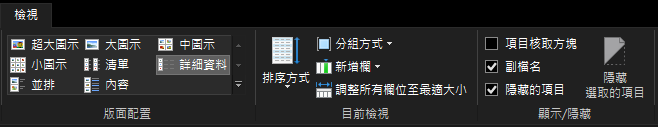 檢視
超大圖示 大圖示 中圖示
小圖示 清單 詳細資料
並排 內容
版面配置
排序方式
分組方式
新增欄
調整所有欄位至最適大小
目前檢視
項目核取方塊
副檔名
隱藏的項目
隱藏
選取的項目
顯示/隱藏